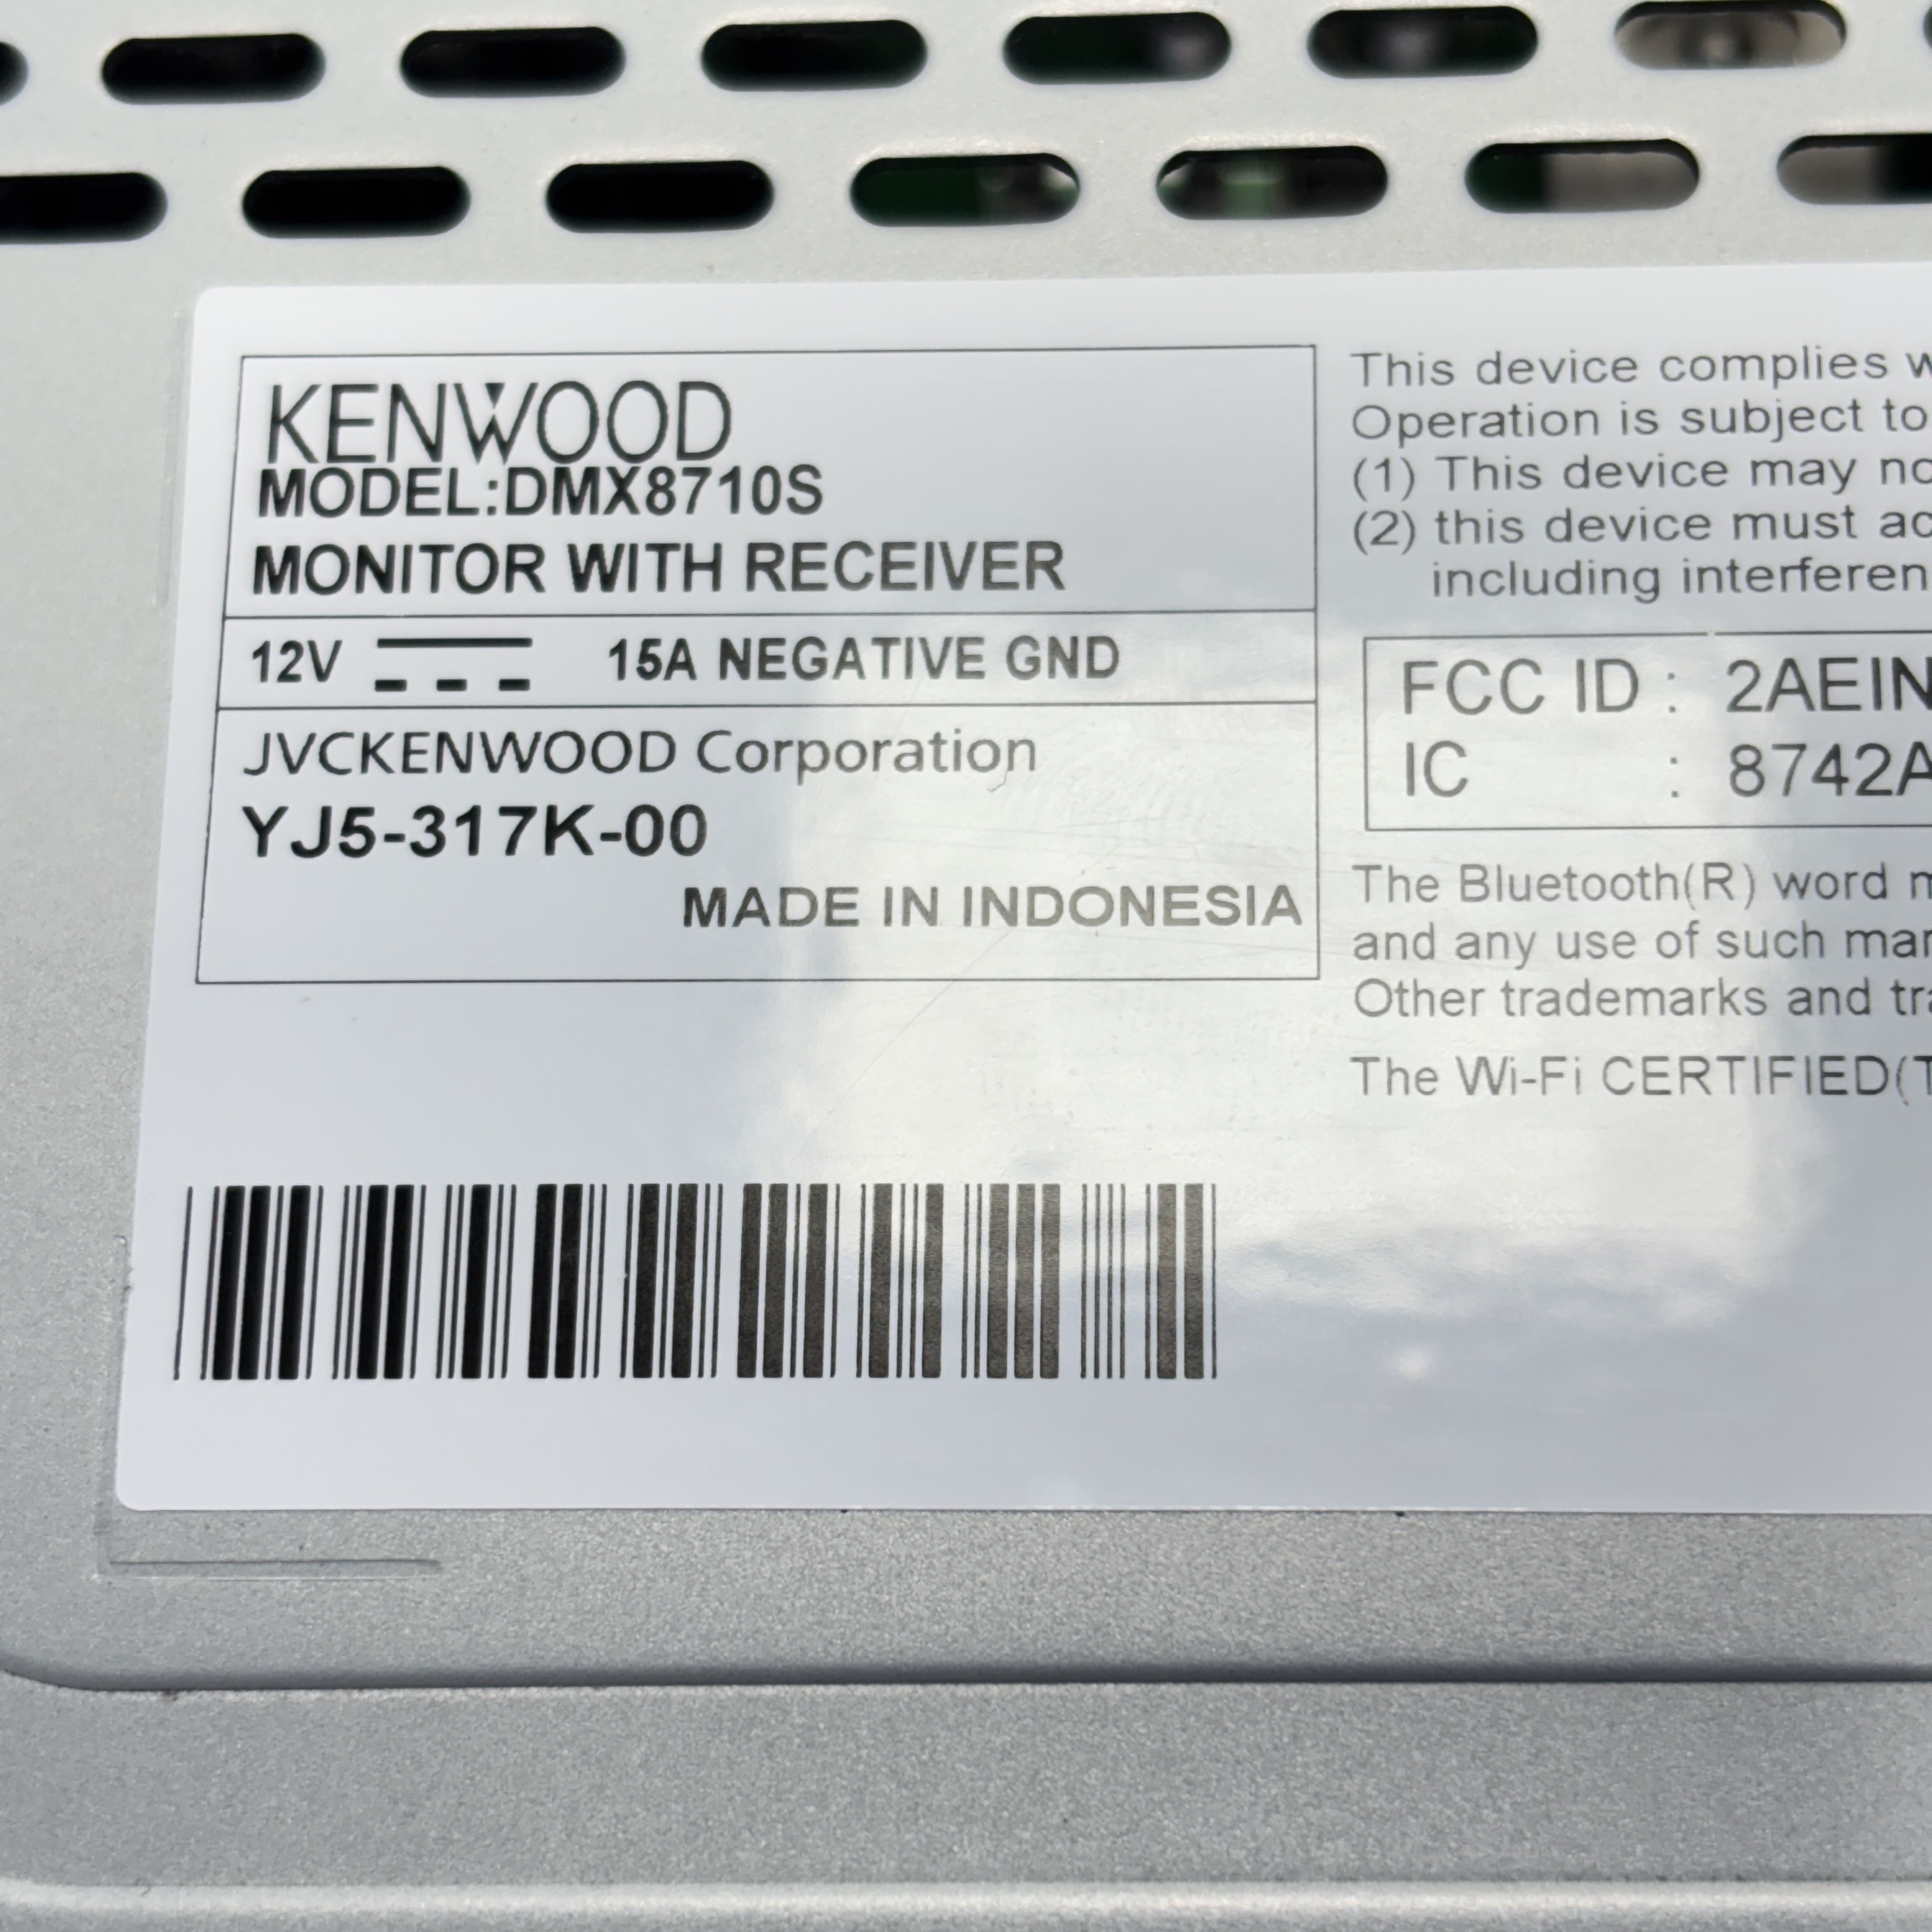 KENWOOD
MODEL:DMX8710S
MONITOR WITH RECEIVER
12V 15A NEGATIVE GND
JVCKENWOOD Corporation
YJ5-317K-00
MADE IN INDONESIA
This device complies
Operation is subject to
(1) This device may
(2) this device must
including
FCC ID : 2AEIN
IC : 8742A
The Bluetooth(R) word
and any use of such
Other trademarks and
The Wi-Fi CERTIFIED(T